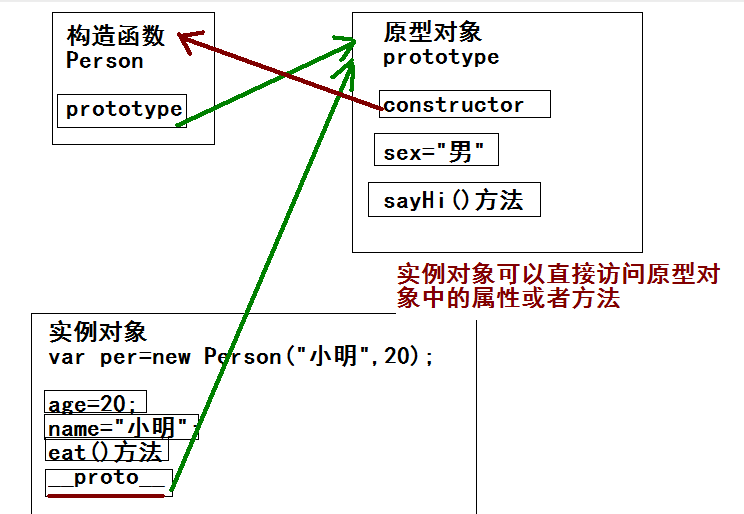 构造函数
Person
prototype
原型对象
prototype
constructor
sex="男"
sayHi()方法
实例对象可以直接访问原型对
象中的属性或者方法
实例对象
var per=new Person("小明",20);
age=20;
name="小明";
eat()方法
__proto__